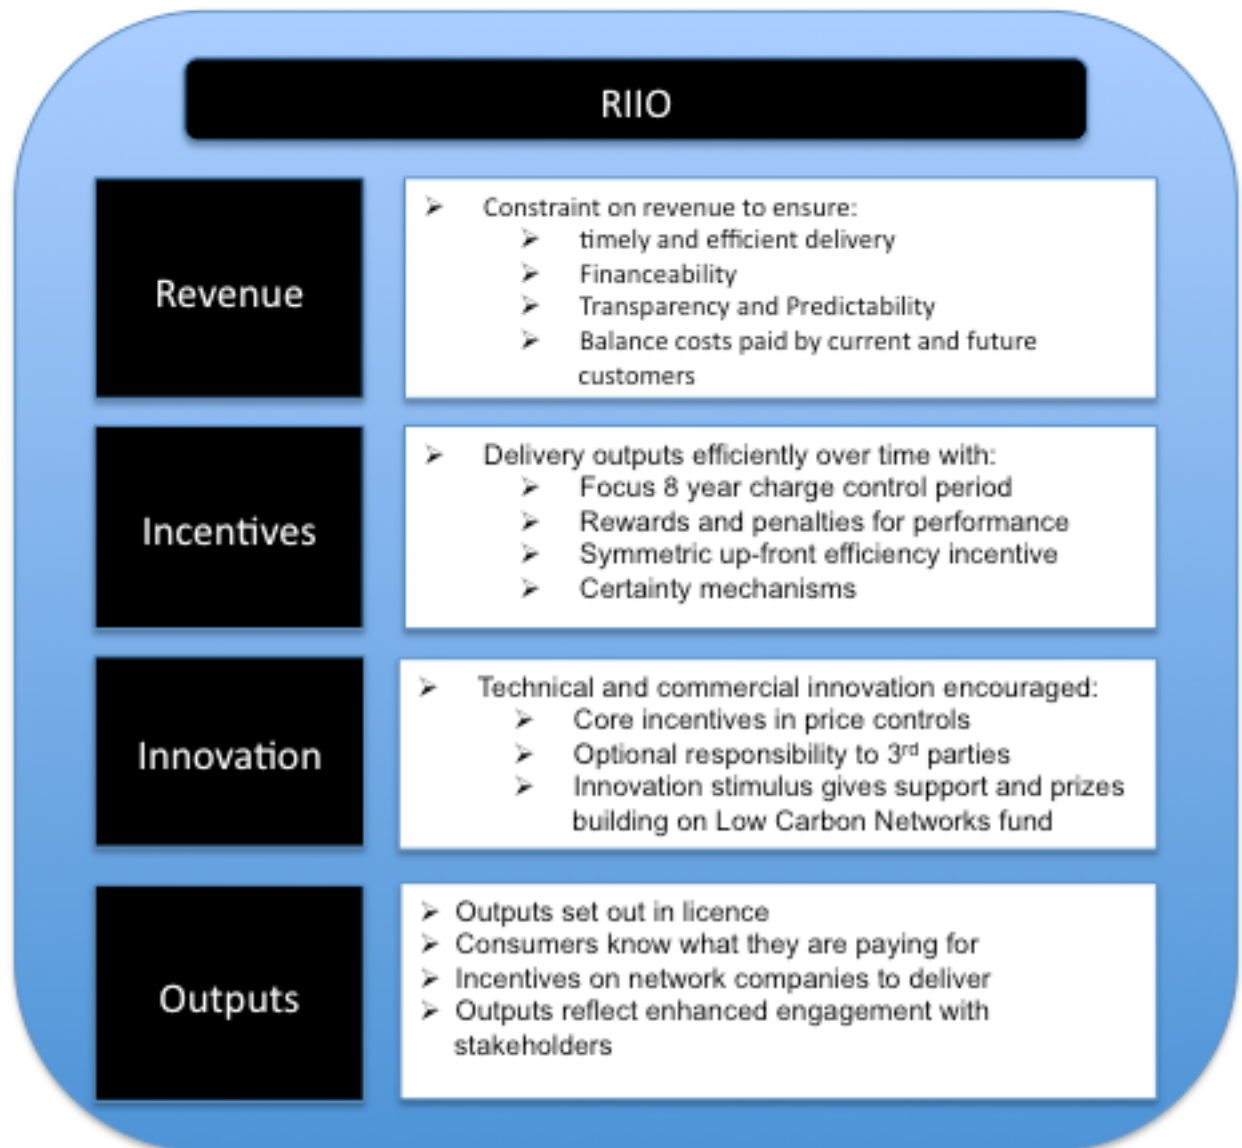 RIIO
Revenue
➢ Constraint on revenue to ensure:
➢ timely and efficient delivery
➢ Financeability
➢ Transparency and Predictability
➢ Balance costs paid by current and future
customers
Incentives
➢ Delivery outputs efficiently over time with:
➢ Focus 8 year charge control period
➢ Rewards and penalties for performance
➢ Symmetric up-front efficiency incentive
➢ Certainty mechanisms
Innovation
➢ Technical and commercial innovation encouraged:
➢ Core incentives in price controls
➢ Optional responsibility to 3rd parties
➢ Innovation stimulus gives support and prizes
building on Low Carbon Networks fund
Outputs
➢ Outputs set out in licence
➢ Consumers know what they are paying for
➢ Incentives on network companies to deliver
➢ Outputs reflect enhanced engagement with
stakeholders